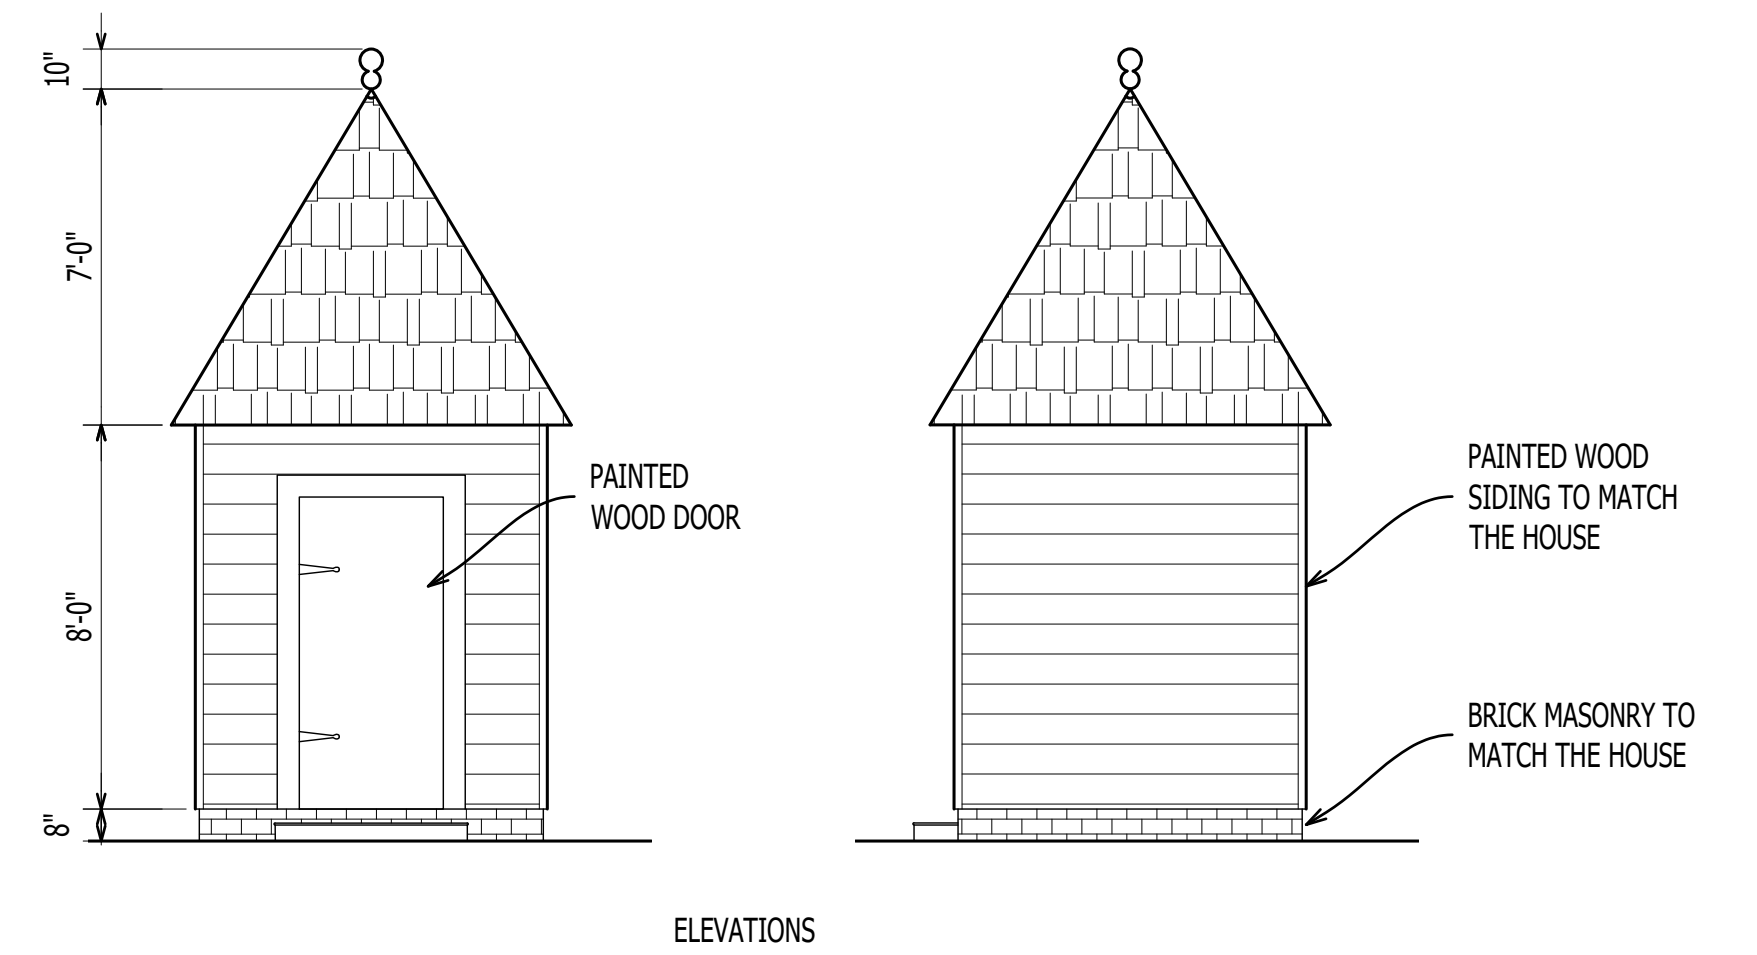 10"
7'-0"
8'-0"
8"
PAINTED
WOOD DOOR
PAINTED WOOD
SIDING TO MATCH
THE HOUSE
BRICK MASONRY TO
MATCH THE HOUSE
ELEVATIONS